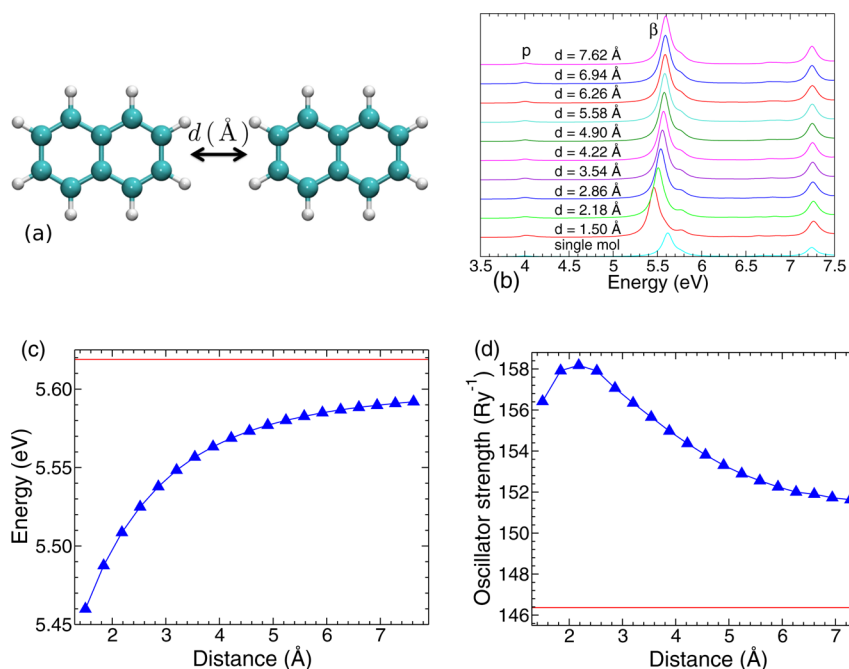 d (Å)
(a)
p
β
d = 7.62 Å
d = 6.94 Å
d = 6.26 Å
d = 5.58 Å
d = 4.90 Å
d = 4.22 Å
d = 3.54 Å
d = 2.86 Å
d = 2.18 Å
d = 1.50 Å
single mol
3.5 4 4.5 5 5.5 6 6.5 7 7.5
(b) Energy (eV)
(c)
5.60
5.55
5.50
5.45
Energy (eV)
2 3 4 5 6 7
Distance (Å)
(d)
158
156
154
152
150
148
146
Oscillator strength (Ry⁻¹)
2 3 4 5 6 7
Distance (Å)